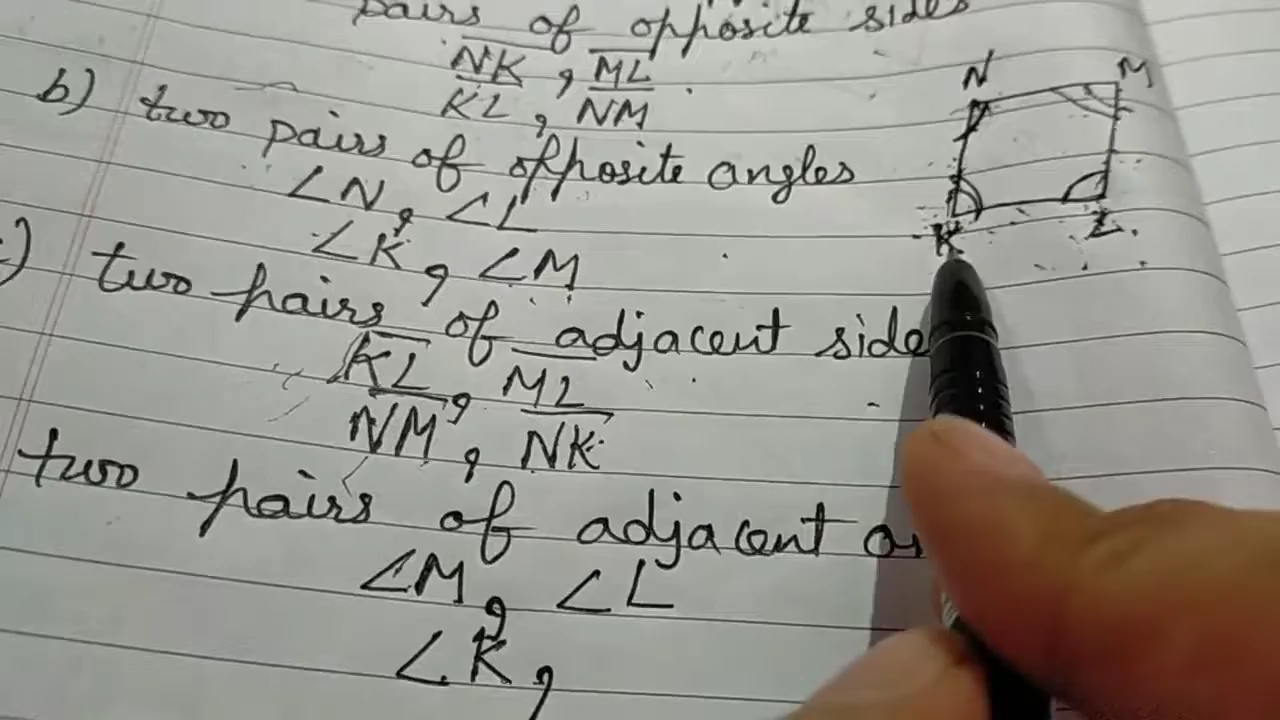 pairs of opposite sides
NK, ML.
KL, NM
b) two pairs of opposite angles
∠N, ∠L
∠K, ∠M
) two pairs of adjacent side
KL, ML
NM, NK.
two pairs of adjacent
∠M, ∠L
∠K,
N M
K L.